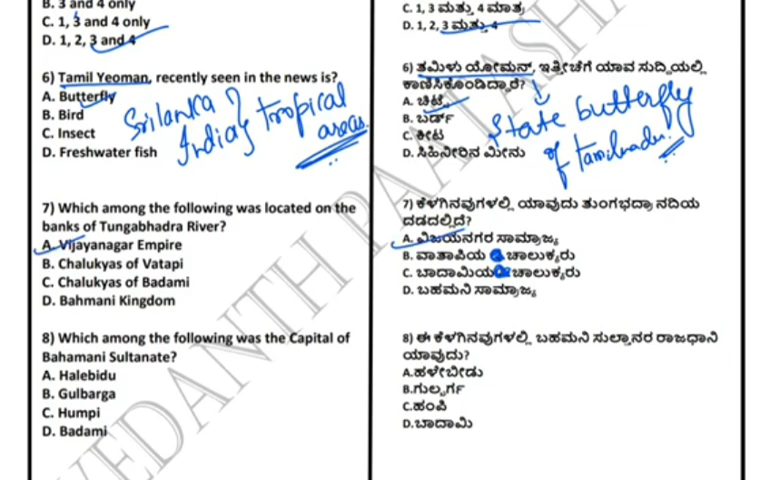 B. 3 and 4 only
C. 1, 3 and 4 only
D. 1, 2, 3 and 4
6) Tamil Yeoman, recently seen in the news is?
A. Butterfly
B. Bird
C. Insect
D. Freshwater fish
Srilanka ?
India's tropical
areas.
7) Which among the following was located on the
banks of Tungabhadra River?
A. Vijayanagar Empire
B. Chalukyas of Vatapi
C. Chalukyas of Badami
D. Bahmani Kingdom
8) Which among the following was the Capital of
Bahamani Sultanate?
A. Halebidu
B. Gulbarga
C. Humpi
D. Badami
C. 1, 3 ಮತ್ತು 4 ಮಾತ್ರ
D. 1, 2, 3 ಮತ್ತು 4
6) ತಮಿಳು ಯೋಮನ್, ಇತ್ತೀಚೆಗೆ ಯಾವ ಸುದ್ದಿಯಲ್ಲಿ
ಕಾಣಿಸಿಕೊಂಡಿದ್ದಾರೆ?
A. ಚಿಟ್ಟೆ
B. ಬರ್ಡ್
C. ಕೀಟ
D. ಸಿಹಿನೀರಿನ ಮೀನು
State butterfly
of tamilnadu.
7) ಕೆಳಗಿನವುಗಳಲ್ಲಿ ಯಾವುದು ತುಂಗಭದ್ರಾ ನದಿಯ
ದಡದಲ್ಲಿದೆ?
A. ವಿಜಯನಗರ ಸಾಮ್ರಾಜ್ಯ
B. ವಾತಾಪಿಯ ಚಾಲುಕ್ಯರು
C. ಬಾದಾಮಿಯ ಚಾಲುಕ್ಯರು
D. ಬಹಮನಿ ಸಾಮ್ರಾಜ್ಯ
8) ಈ ಕೆಳಗಿನವುಗಳಲ್ಲಿ ಬಹಮನಿ ಸುಲ್ತಾನರ ರಾಜಧಾನಿ
ಯಾವುದು?
A.ಹಳೇಬೀಡು
B.ಗುಲ್ಬರ್ಗ
C.ಹಂಪಿ
D.ಬಾದಾಮಿ
VEDANTH PAATASHA